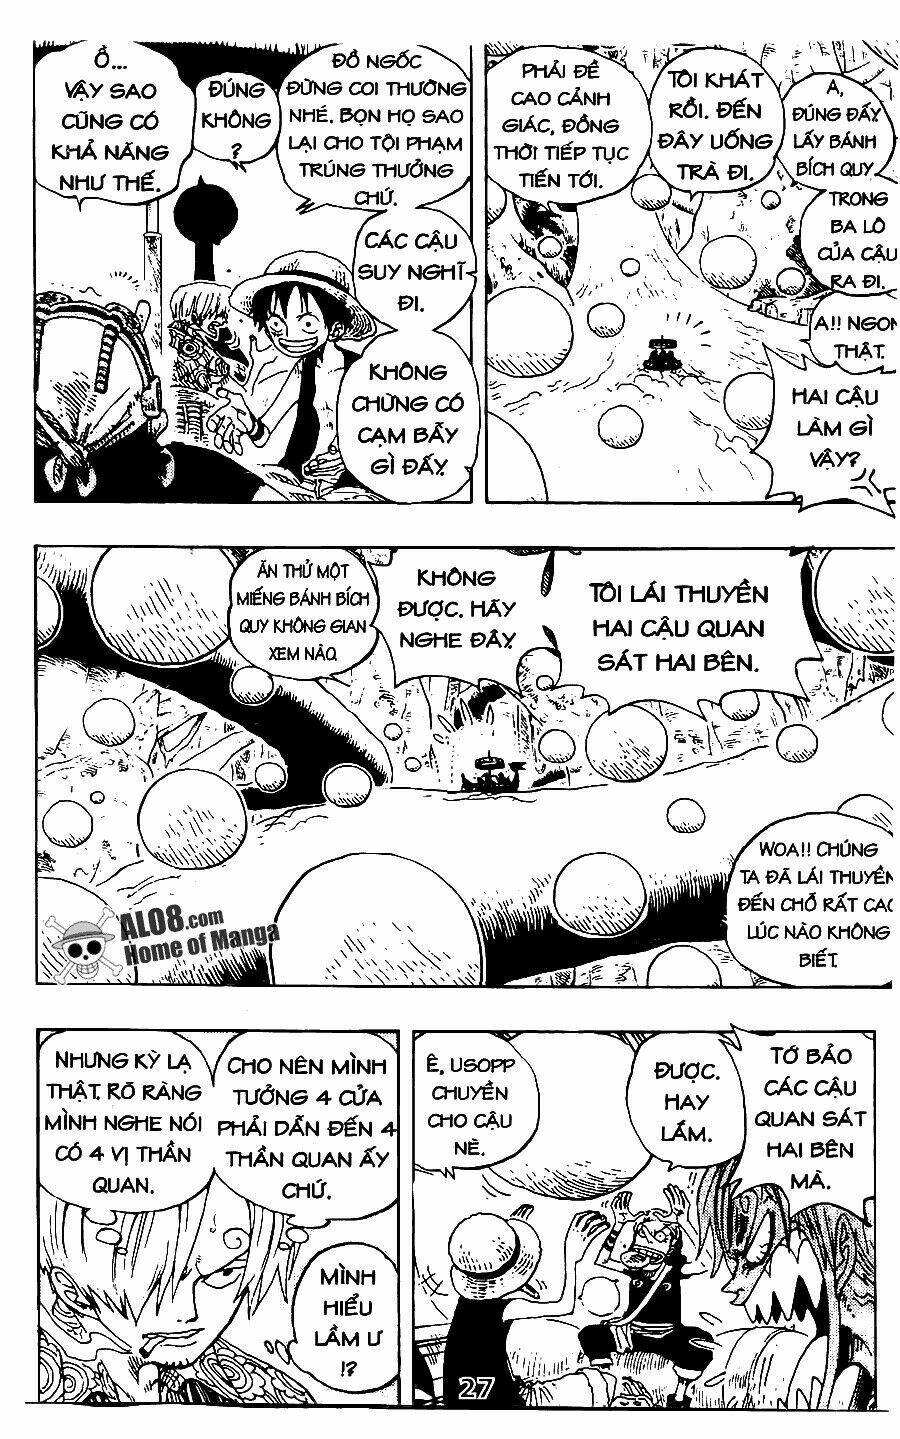 Ồ...
VẬY SAO
CŨNG CÓ
KHẢ NĂNG
NHƯ THẾ.
ĐÚNG
KHÔNG
?
ĐỒ NGỐC
ĐỪNG COI THƯỜNG
NHÉ. BỌN HỌ SAO
LẠI CHO TỘI PHẠM
TRÚNG THƯỞNG
CHỨ.
CÁC CẬU
SUY NGHĨ
ĐI.
KHÔNG
CHỪNG CÓ
CẠM BẪY
GÌ ĐẤY.
PHẢI ĐỀ
CAO CẢNH
GIÁC, ĐỒNG
THỜI TIẾP TỤC
TIẾN TỚI.
TÔI KHÁT
RỒI. ĐẾN
ĐÂY UỐNG
TRÀ ĐI.
A,
ĐÚNG ĐẤY
LẤY BÁNH
BÍCH QUY
TRONG
BA LÔ
CỦA CẬU
RA ĐI.
A!! NGON
THẬT.
HAI CẬU
LÀM GÌ
VẬY?
ĂN THỬ MỘT
MIẾNG BÁNH BÍCH
QUY KHÔNG GIAN
XEM NÀO.
KHÔNG
ĐƯỢC. HÃY
NGHE ĐÂY.
TÔI LÁI THUYỀN
HAI CẬU QUAN
SÁT HAI BÊN.
WOA!! CHÚNG
TA ĐÃ LÁI THUYỀN
ĐẾN CHỖ RẤT CAO
LÚC NÀO KHÔNG
BIẾT.
AL08.com
Home of Manga
NHƯNG KỲ LẠ
THẬT. RÕ RÀNG
MÌNH NGHE NÓI
CÓ 4 VỊ THẦN
QUAN.
CHO NÊN MÌNH
TƯỞNG 4 CỬA
PHẢI DẪN ĐẾN 4
THẦN QUAN ẤY
CHỨ.
MÌNH
HIỂU
LẦM Ư
!?
Ê, USOPP
CHUYỀN
CHO CẬU
NÈ.
ĐƯỢC.
HAY
LẮM.
TỚ BẢO
CÁC CẬU
QUAN SÁT
HAI BÊN
MÀ.
27